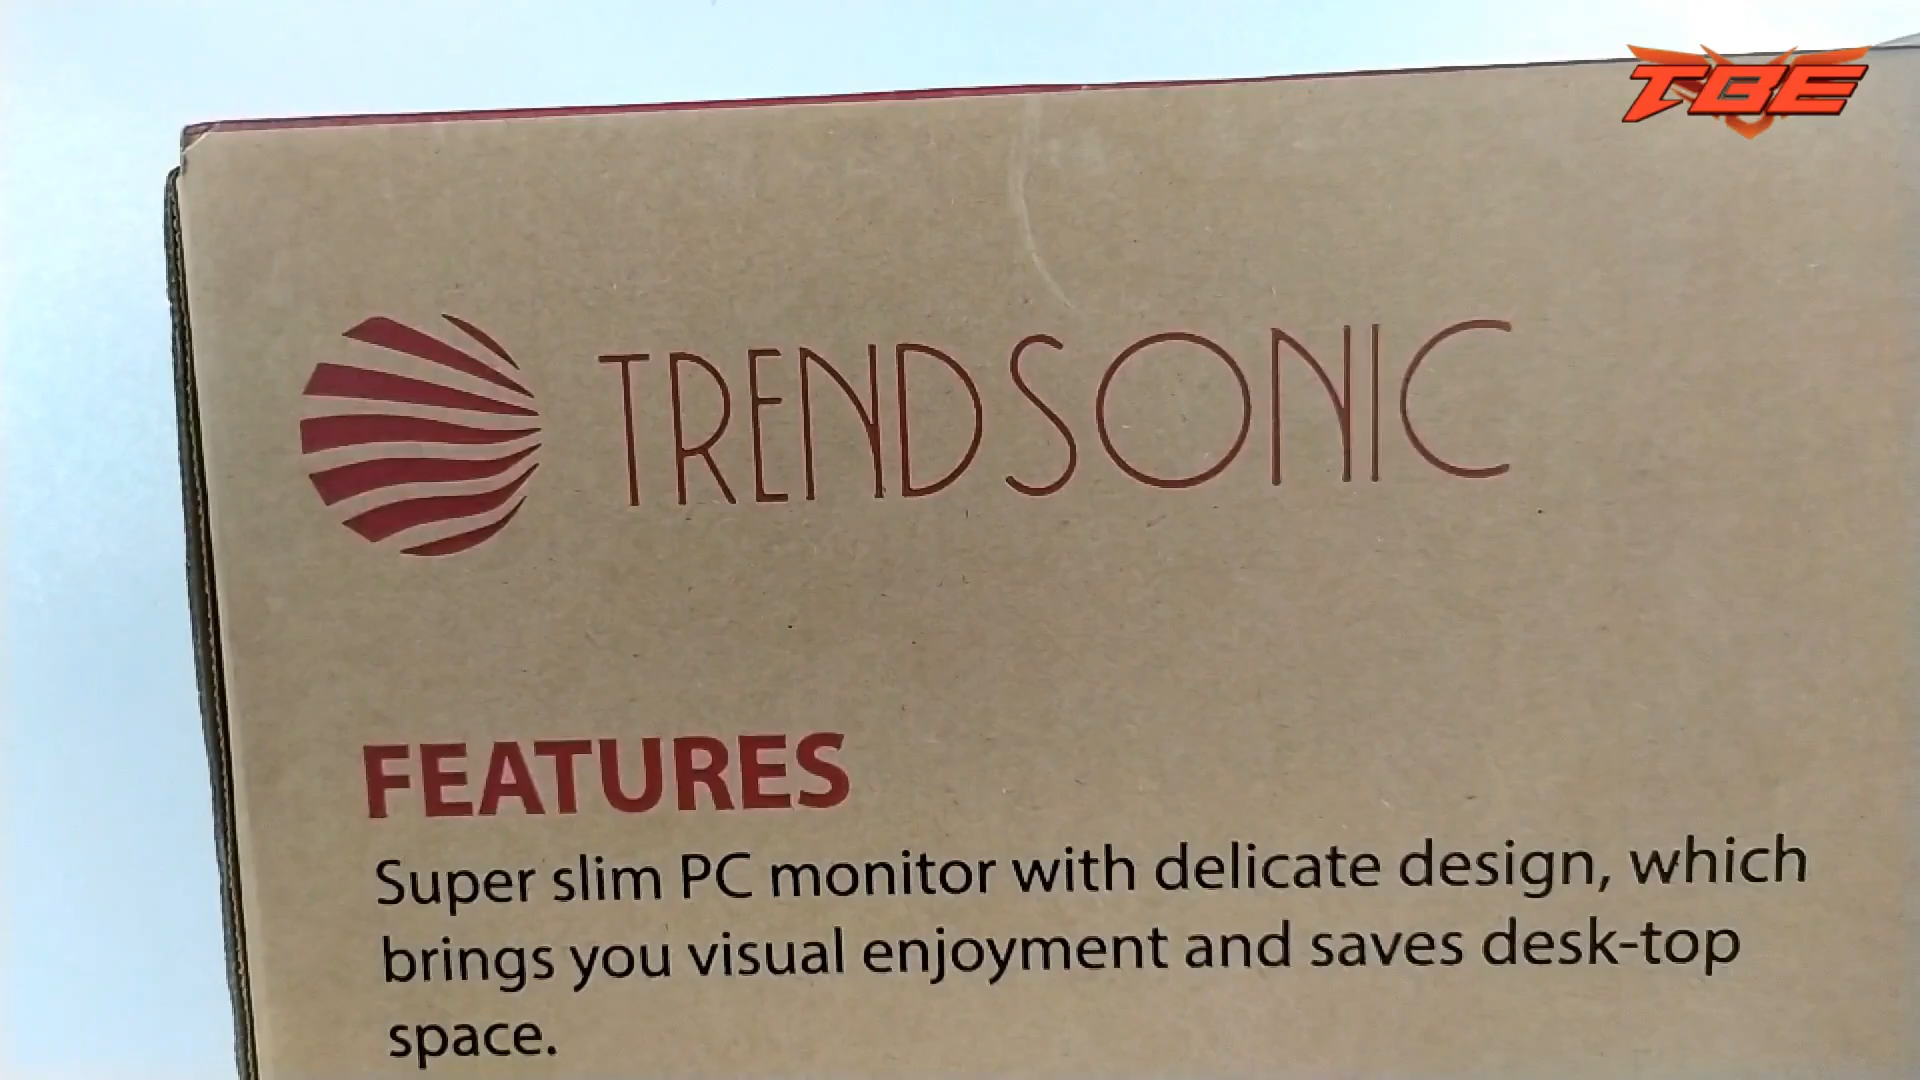 TBE
TRENDSONIC
FEATURES
Super slim PC monitor with delicate design, which
brings you visual enjoyment and saves desk-top
space.